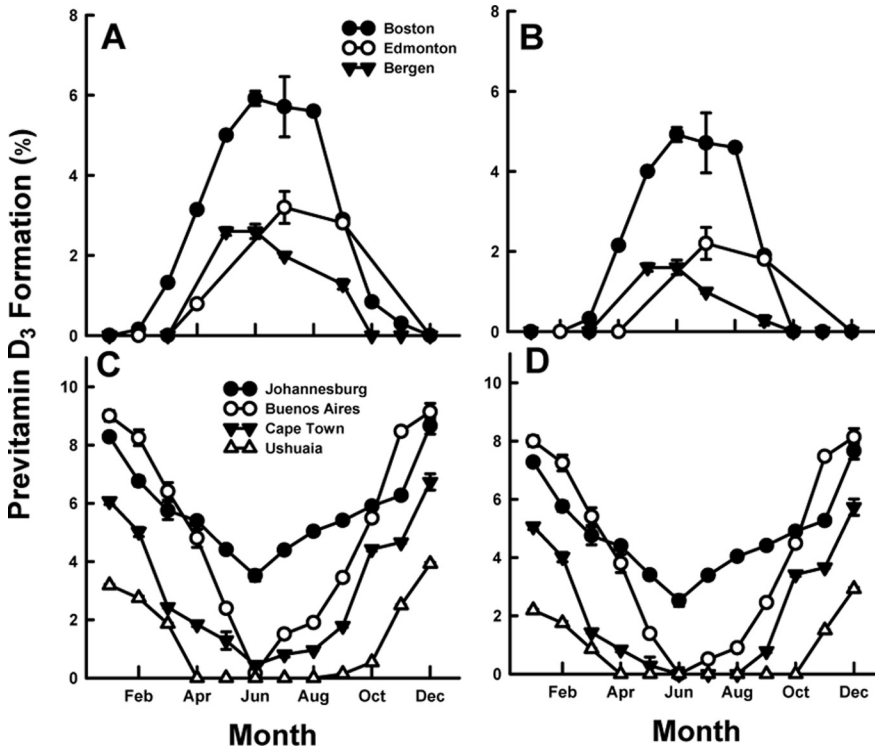 A
Boston
Edmonton
Bergen
8
6
4
2
0
B
8
6
4
2
0
Previtamin D3 Formation (%)
C
Johannesburg
Buenos Aires
Cape Town
Ushuaia
10
8
6
4
2
0
Feb Apr Jun Aug Oct Dec
Month
D
10
8
6
4
2
0
Feb Apr Jun Aug Oct Dec
Month